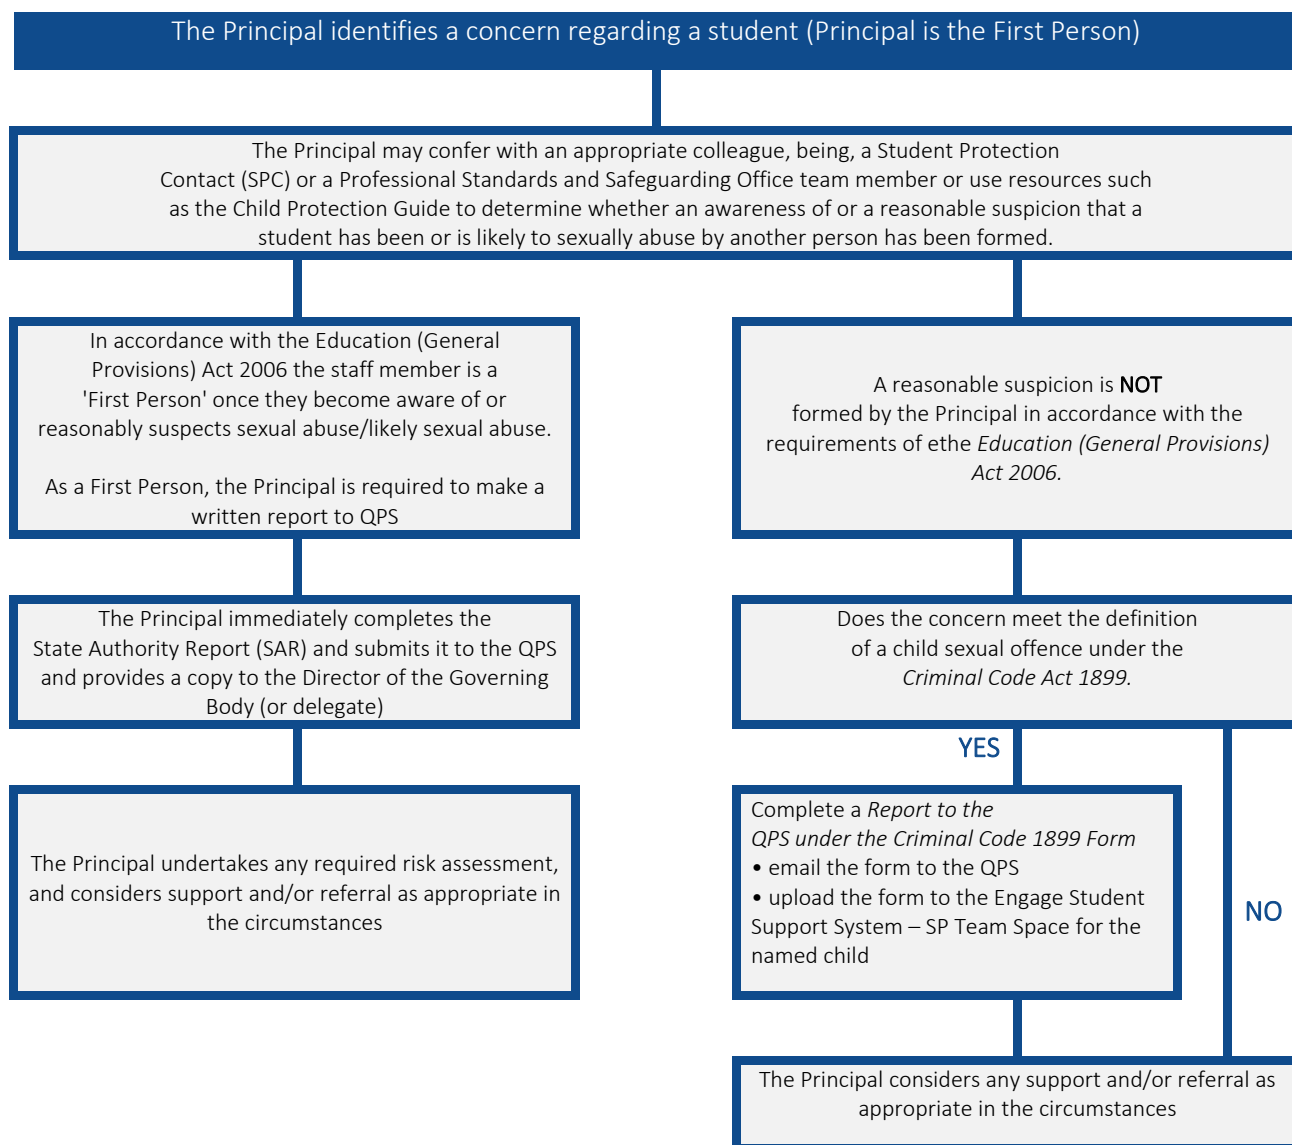 The Principal identifies a concern regarding a student (Principal is the First Person)
The Principal may confer with an appropriate colleague, being, a Student Protection
Contact (SPC) or a Professional Standards and Safeguarding Office team member or use resources such
as the Child Protection Guide to determine whether an awareness of or a reasonable suspicion that a
student has been or is likely to sexually abuse by another person has been formed.
In accordance with the Education (General
Provisions) Act 2006 the staff member is a
'First Person' once they become aware of or
reasonably suspects sexual abuse/likely sexual abuse.
As a First Person, the Principal is required to make a
written report to QPS
The Principal immediately completes the
State Authority Report (SAR) and submits it to the QPS
and provides a copy to the Director of the Governing
Body (or delegate)
The Principal undertakes any required risk assessment,
and considers support and/or referral as appropriate in
the circumstances
A reasonable suspicion is NOT
formed by the Principal in accordance with the
requirements of ethe Education (General Provisions)
Act 2006.
Does the concern meet the definition
of a child sexual offence under the
Criminal Code Act 1899.
YES
Complete a Report to the
QPS under the Criminal Code 1899 Form
• email the form to the QPS
• upload the form to the Engage Student
Support System – SP Team Space for the
named child
NO
The Principal considers any support and/or referral as
appropriate in the circumstances